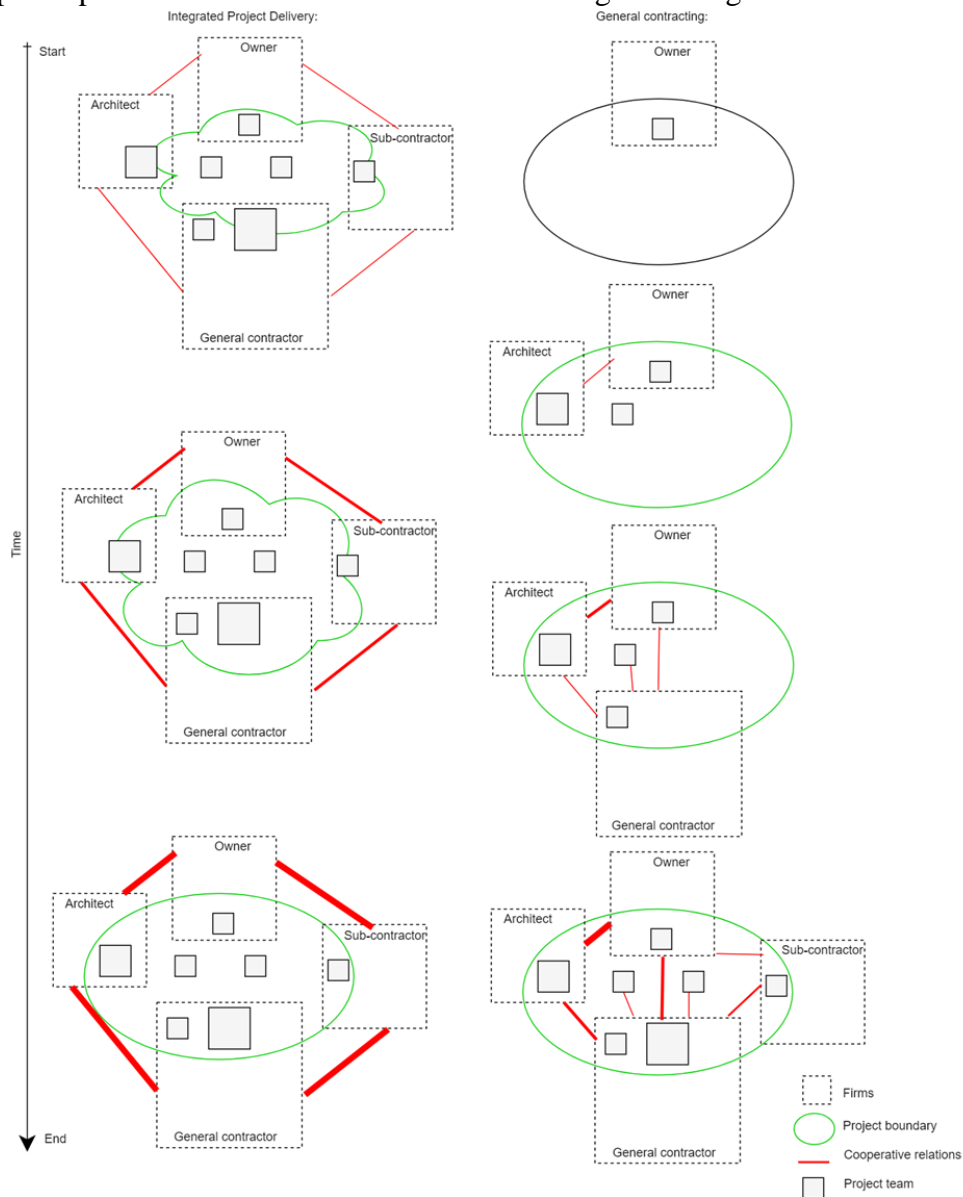 Integrated Project Delivery:
General contracting:
Start
Owner
Architect
Sub-contractor
General contractor
Owner
Owner
Architect
Time
Owner
Architect
Sub-contractor
General contractor
Owner
Architect
General contractor
Owner
Architect
Sub-contractor
General contractor
Owner
Architect
Sub-contractor
General contractor
End
Firms
Project boundary
Cooperative relations
Project team